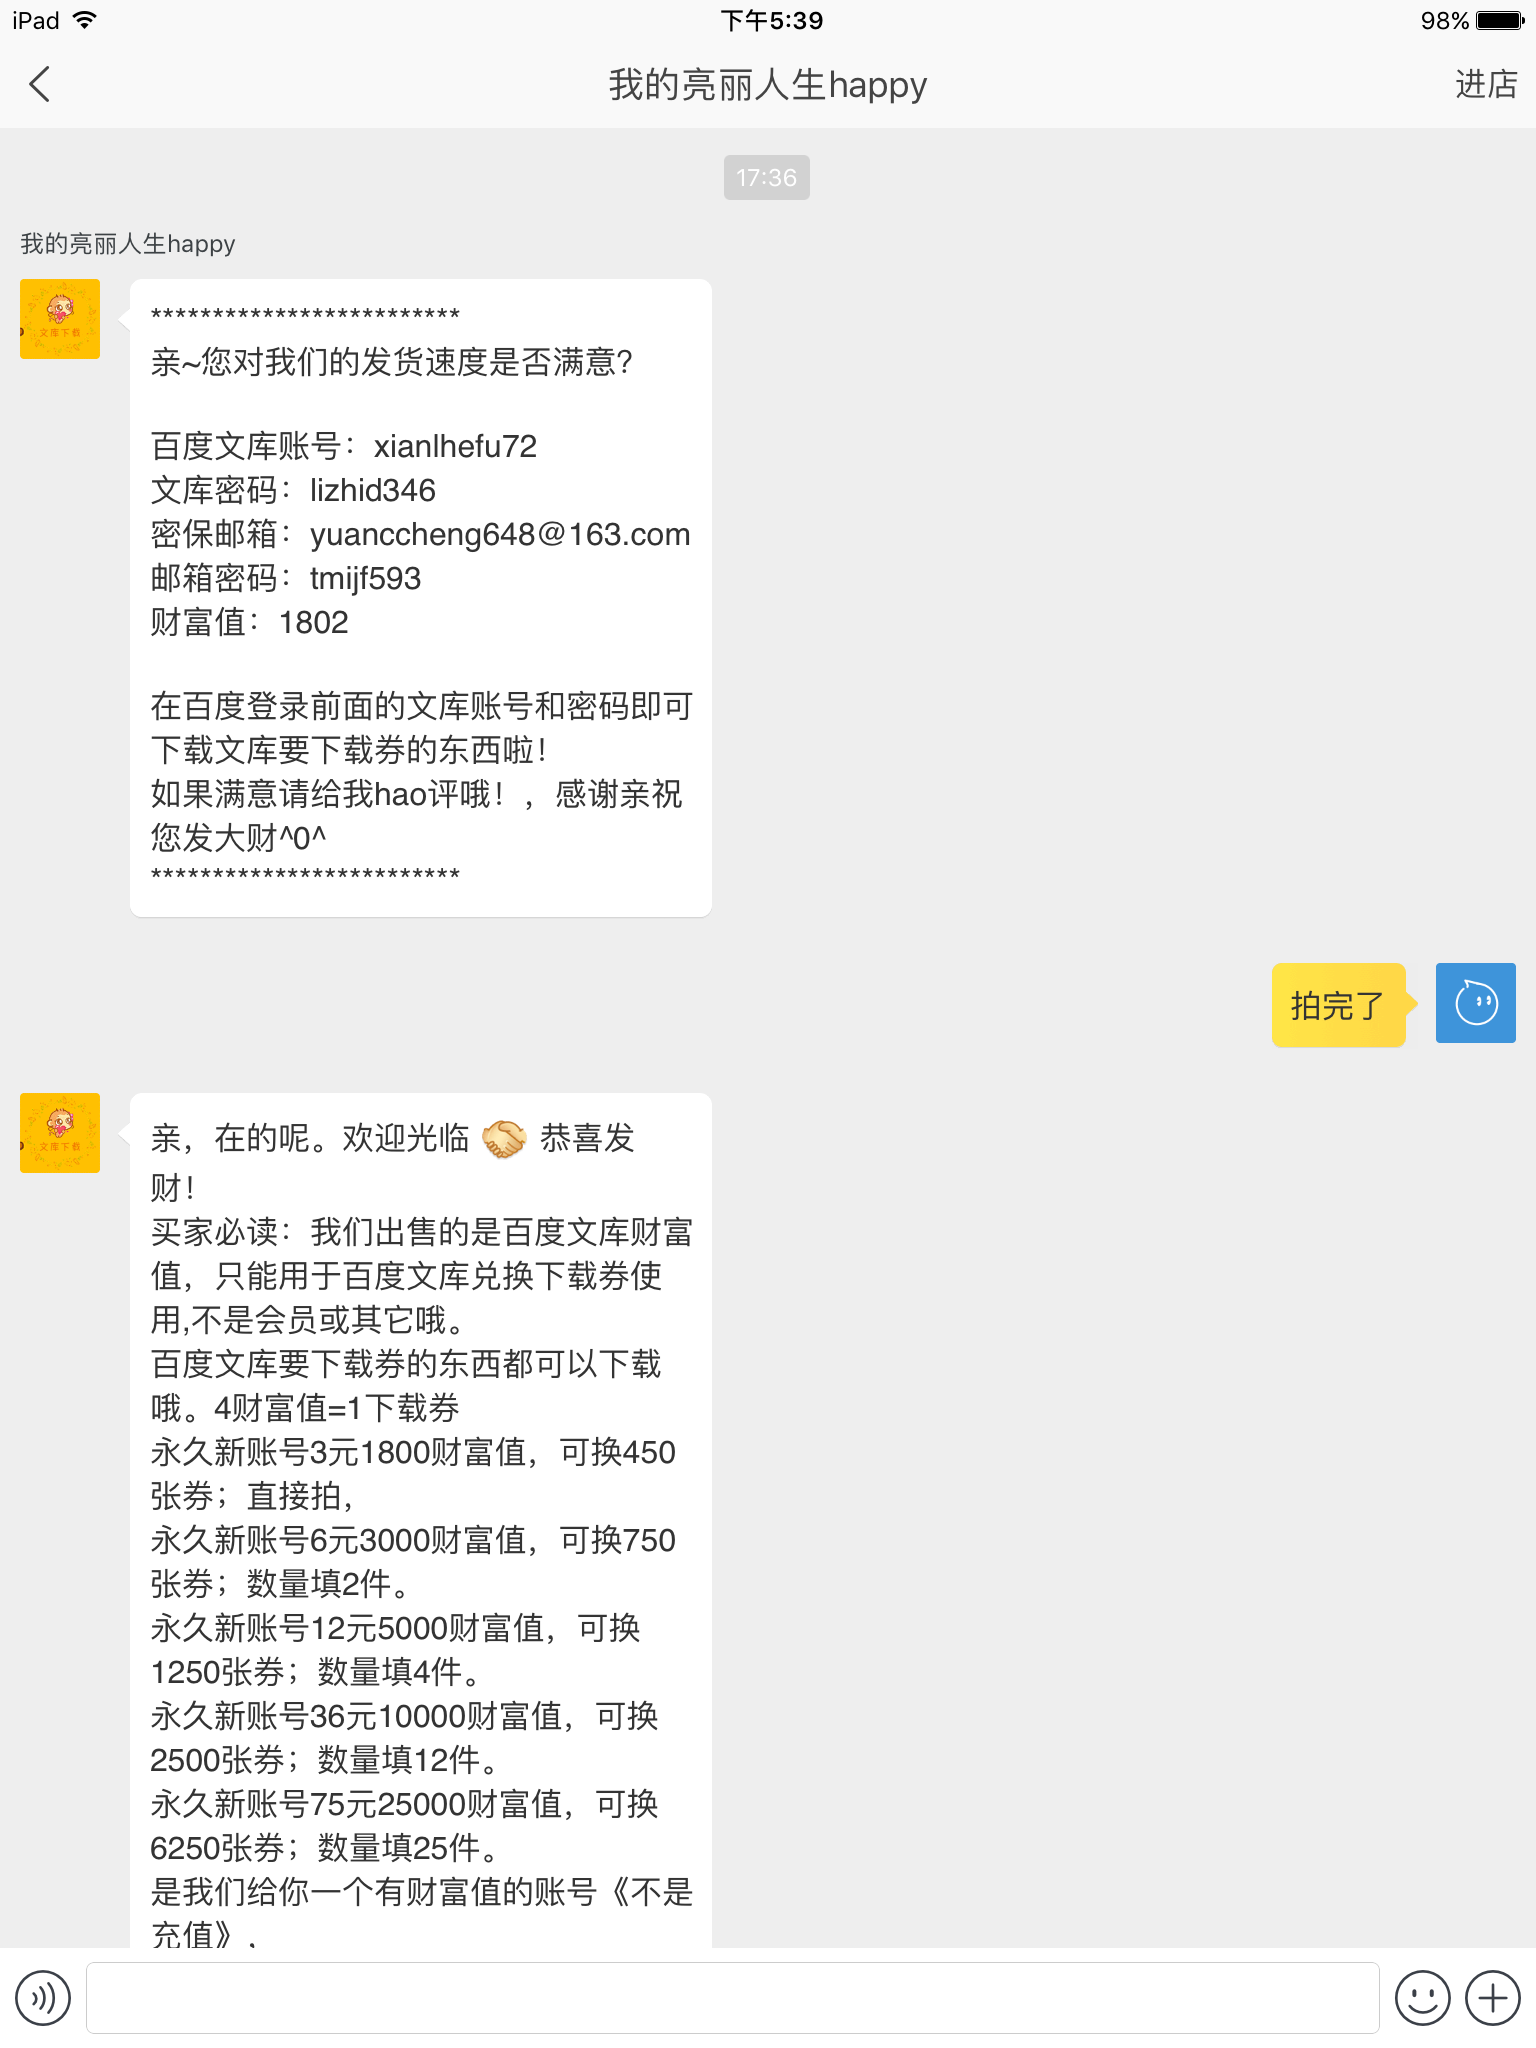 iPad
下午5:39
98%
我的亮丽人生happy
进店
17:36
我的亮丽人生happy
文库下载
*************************
亲~您对我们的发货速度是否满意？
百度文库账号：xianlhefu72
文库密码：lizhid346
密保邮箱：yuanccheng648@163.com
邮箱密码：tmijf593
财富值：1802
在百度登录前面的文库账号和密码即可
下载文库要下载券的东西啦！
如果满意请给我hao评哦！，感谢亲祝
您发大财^0^
*************************
拍完了
文库下载
亲，在的呢。欢迎光临 🤝 恭喜发
财！
买家必读：我们出售的是百度文库财富
值，只能用于百度文库兑换下载券使
用,不是会员或其它哦。
百度文库要下载券的东西都可以下载
哦。4财富值=1下载券
永久新账号3元1800财富值，可换450
张券；直接拍，
永久新账号6元3000财富值，可换750
张券；数量填2件。
永久新账号12元5000财富值，可换
1250张券；数量填4件。
永久新账号36元10000财富值，可换
2500张券；数量填12件。
永久新账号75元25000财富值，可换
6250张券；数量填25件。
是我们给你一个有财富值的账号《不是
充值》，